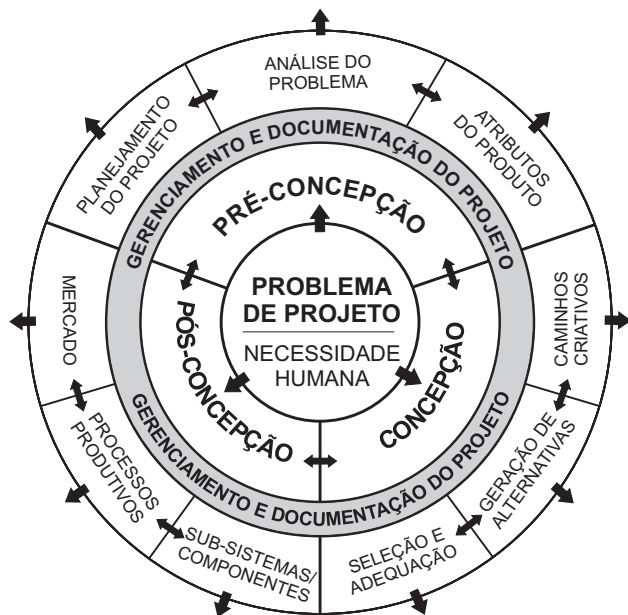 ANÁLISE DO
PROBLEMA
ATRIBUTOS
DO PRODUTO
CAMINHOS
CRIATIVOS
GERAÇÃO DE
ALTERNATIVAS
SELEÇÃO E
ADEQUAÇÃO
SUB-SISTEMAS/
COMPONENTES
PROCESSOS
PRODUTIVOS
MERCADO
PLANEJAMENTO
DO PROJETO
GERENCIAMENTO E DOCUMENTAÇÃO DO PROJETO
GERENCIAMENTO E DOCUMENTAÇÃO DO PROJETO
PRÉ-CONCEPÇÃO
CONCEPÇÃO
PÓS-CONCEPÇÃO
PROBLEMA
DE PROJETO
NECESSIDADE
HUMANA